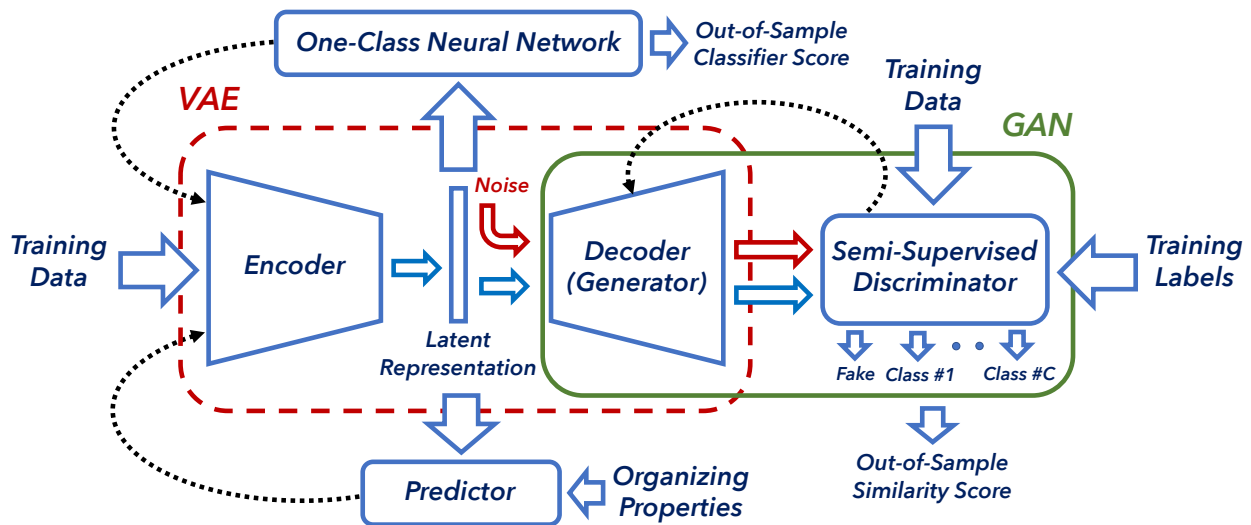 One-Class Neural Network
Out-of-Sample
Classifier Score
Training
Data
VAE
GAN
Noise
Training
Data
Encoder
Decoder
(Generator)
Semi-Supervised
Discriminator
Training
Labels
Latent
Representation
Fake
Class #1
Class #C
Predictor
Organizing
Properties
Out-of-Sample
Similarity Score